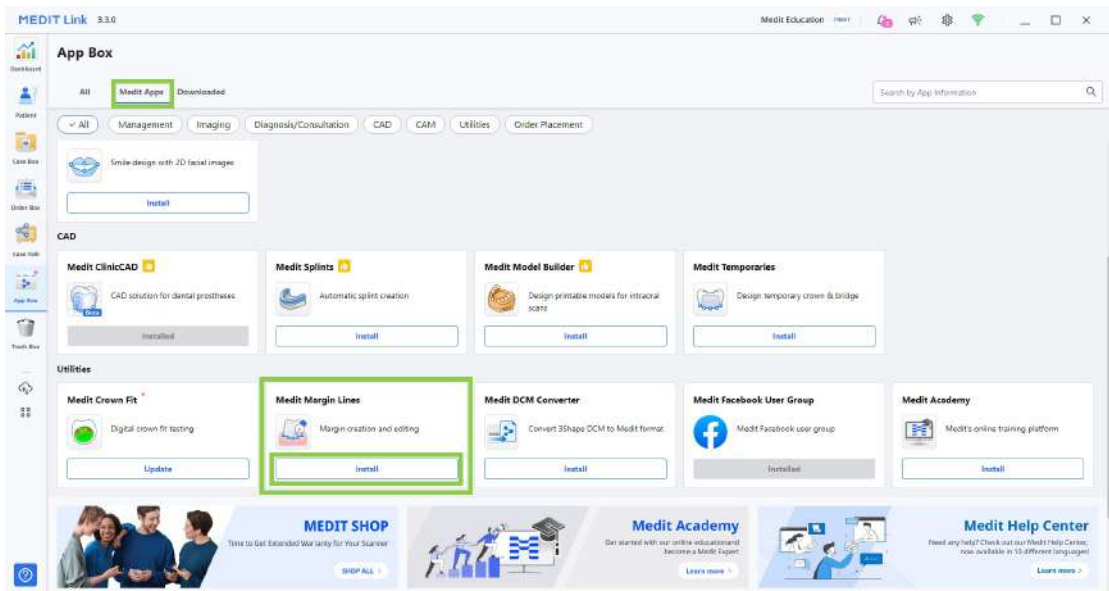 MEDIT Link 3.3.0
Medit Education
App Box
Dashboard
Patient
Case Box
Order Box
Case Talk
App Box
Trash Box
All Medit Apps Downloaded
Search by App Information
All Management Imaging Diagnosis/Consultation CAD CAM Utilities Order Placement
Smile design with 2D facial images
Install
CAD
Medit ClinicCAD
CAD solution for dental prostheses
Beta
Installed
Medit Splints
Automatic splint creation
Install
Medit Model Builder
Design printable models for intraoral
scans
Install
Medit Temporaries
Design temporary crown & bridge
Install
Utilities
Medit Crown Fit
Digital crown fit testing
Update
Medit Margin Lines
Margin creation and editing
Install
Medit DCM Converter
Convert 3Shape DCM to Medit format
Install
Medit Facebook User Group
Medit Facebook user group
Installed
Medit Academy
Medit's online training platform
Install
MEDIT SHOP
Time to Get Extended Warranty for Your Scanner
SHOP ALL >
Medit Academy
Get started with our online education and
become a Medit Expert
Learn more >
Medit Help Center
Need any help? Check out our Medit Help Center,
now available in 10 different languages!
Learn more >